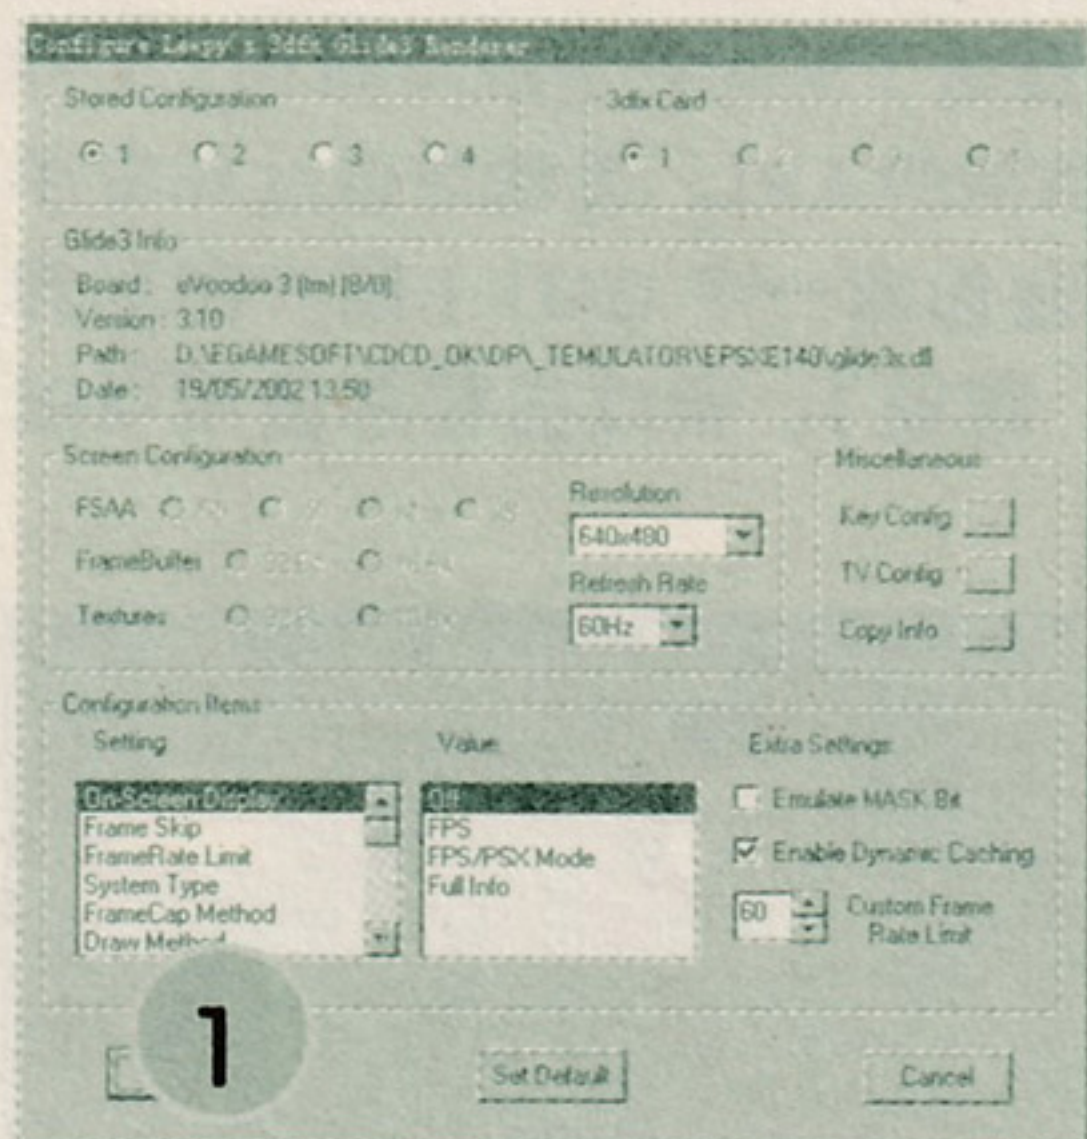 Configure Lewpy's 3dfx Glide3 Renderer
Stored Configuration
1 2 3 4
3dfx Card
1
Glide3 Info
Board: eVoodoo 3 (tm) [8/0]
Version: 3.10
Path: D:\EGAMESOFT\CDCD_OK\DP\_TEMULATOR\EPSXE140\glide3x.dll
Date: 19/05/2002 13:50
Screen Configuration
FSAA
FrameBuffer
Textures
Resolution
640x480
Refresh Rate
60Hz
Miscellaneous
Key Config
TV Config
Copy Info
Configuration Items
Setting
On-Screen Display
Frame Skip
FrameRate Limit
System Type
FrameCap Method
Draw Method
Value
Off
FPS
FPS/PSX Mode
Full Info
Extra Settings
Emulate MASK Bit
Enable Dynamic Caching
60 Custom Frame
Rate Limit
1
Set Default
Cancel